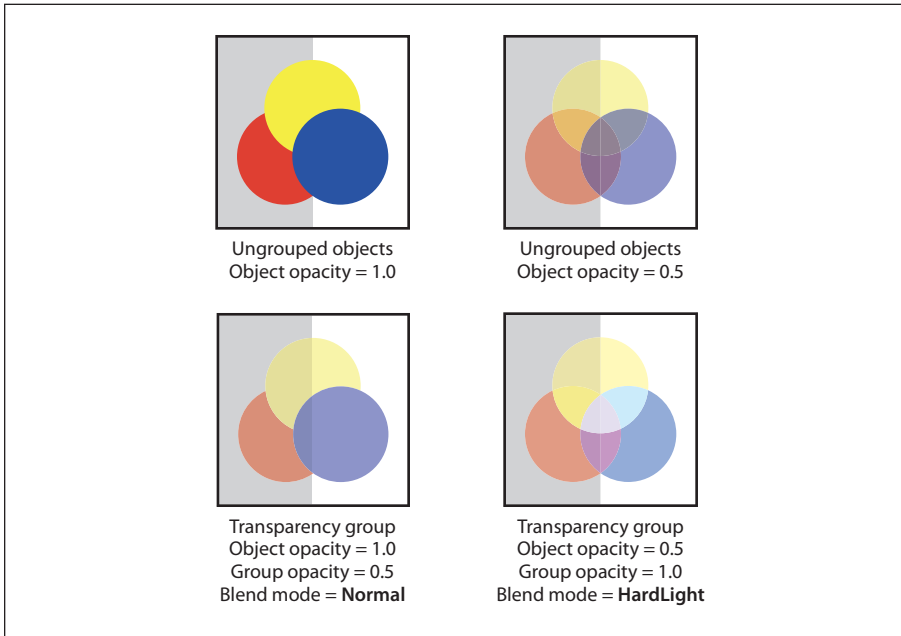 Ungrouped objects
Object opacity = 1.0
Ungrouped objects
Object opacity = 0.5
Transparency group
Object opacity = 1.0
Group opacity = 0.5
Blend mode = Normal
Transparency group
Object opacity = 0.5
Group opacity = 1.0
Blend mode = HardLight